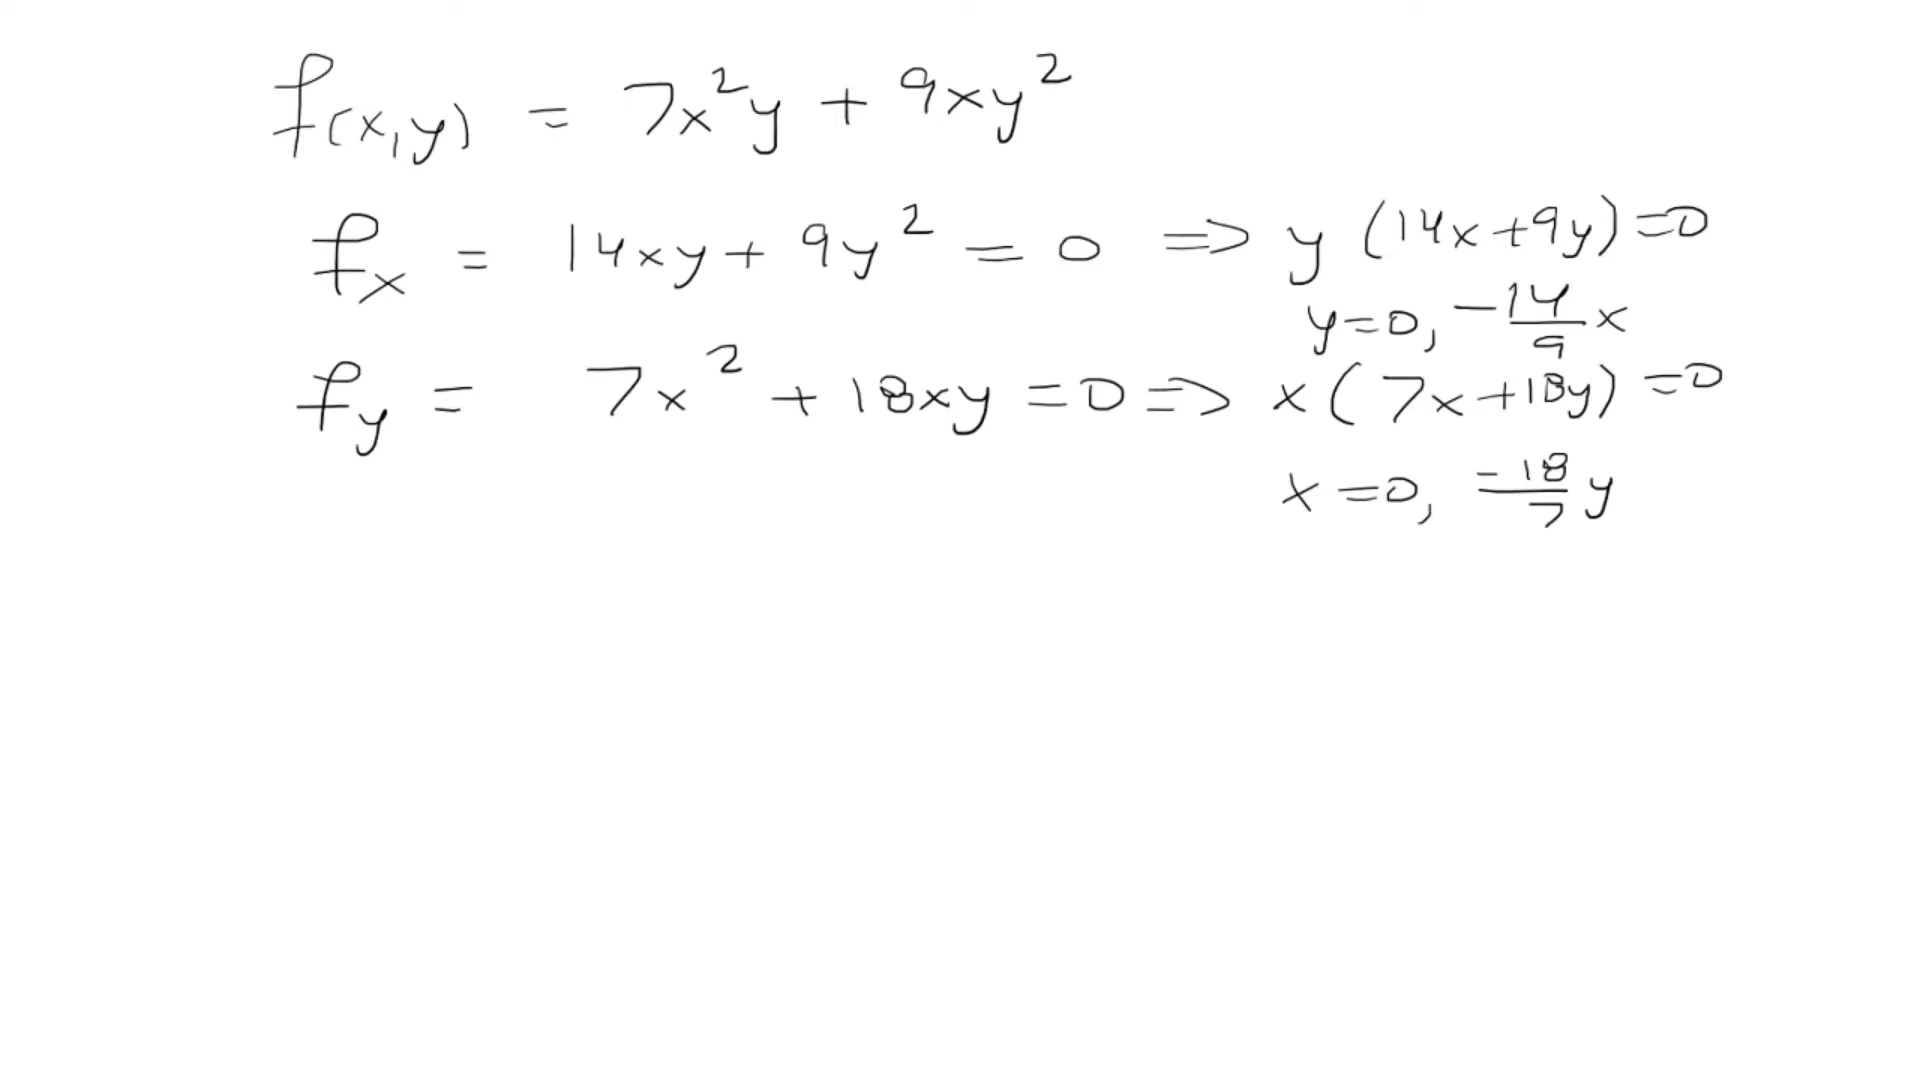 f(x,y) = 7x²y + 9xy²
fx = 14xy + 9y² = 0 ⇒ y(14x+9y)=0
y=0, -14/9 x
fy = 7x² + 18xy = 0 ⇒ x(7x+18y)=0
x=0, -18/7 y